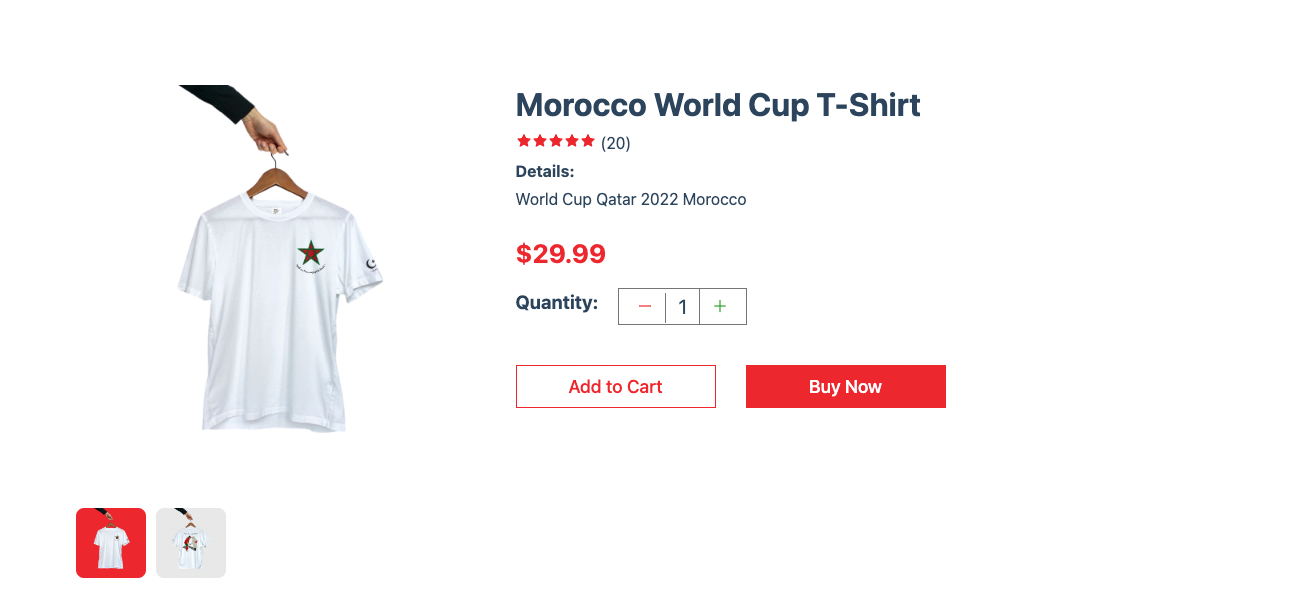 Morocco World Cup T-Shirt
(20)
Details:
World Cup Qatar 2022 Morocco
$29.99
Quantity:
1
Add to Cart
Buy Now